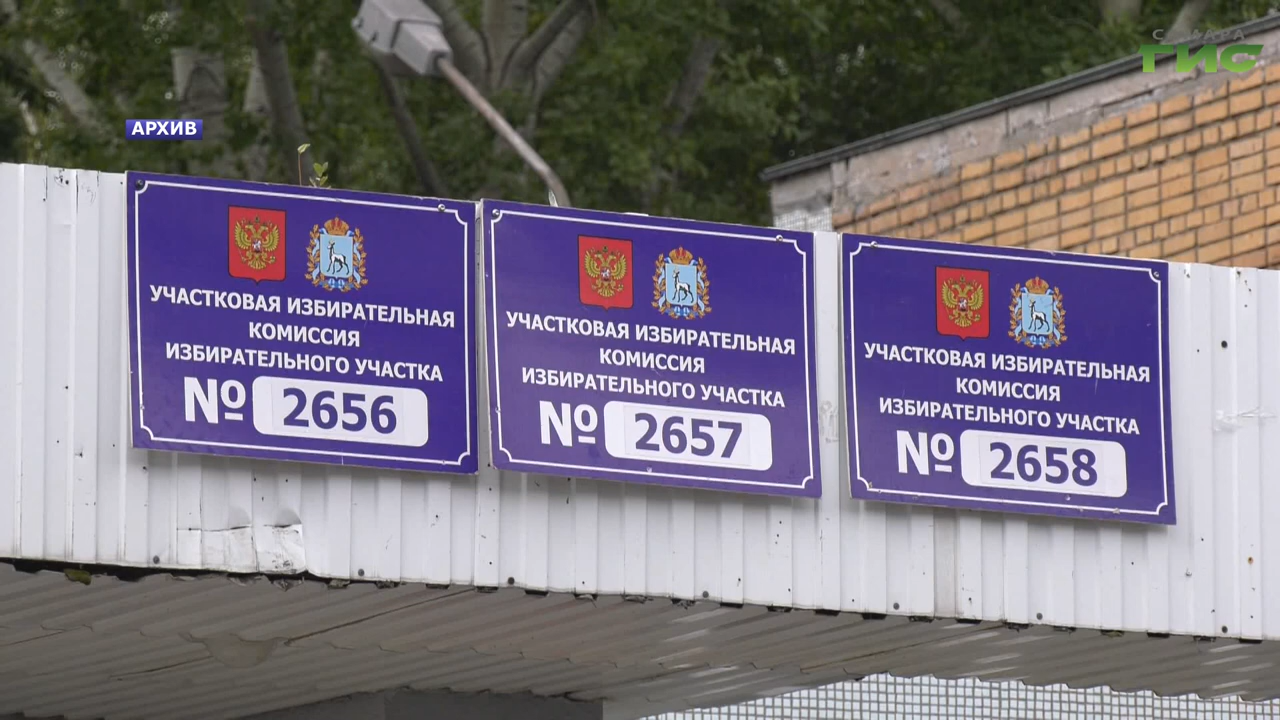 САМАРА
ГИС
АРХИВ
УЧАСТКОВАЯ ИЗБИРАТЕЛЬНАЯ
КОМИССИЯ
ИЗБИРАТЕЛЬНОГО УЧАСТКА
№ 2656
УЧАСТКОВАЯ ИЗБИРАТЕЛЬНАЯ
КОМИССИЯ
ИЗБИРАТЕЛЬНОГО УЧАСТКА
№ 2657
УЧАСТКОВАЯ ИЗБИРАТЕЛЬНАЯ
КОМИССИЯ
ИЗБИРАТЕЛЬНОГО УЧАСТКА
№ 2658